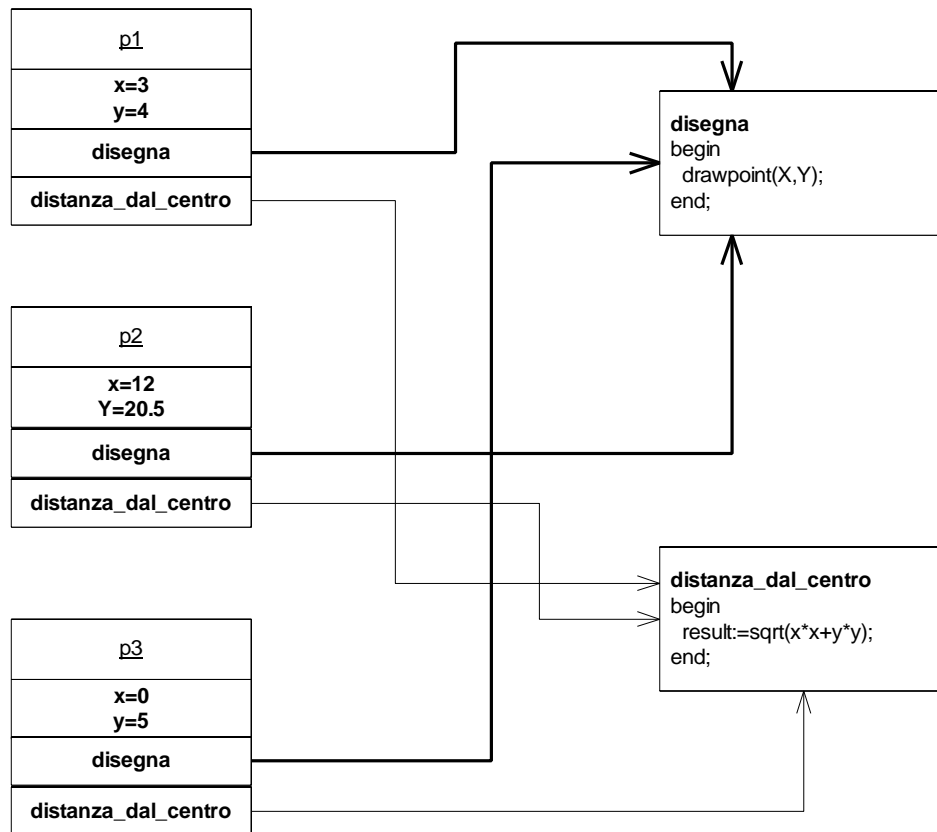 p1
x=3
y=4
disegna
distanza_dal_centro
disegna
begin
drawpoint(X,Y);
end;
p2
x=12
Y=20.5
disegna
distanza_dal_centro
distanza_dal_centro
begin
result:=sqrt(x*x+y*y);
end;
p3
x=0
y=5
disegna
distanza_dal_centro